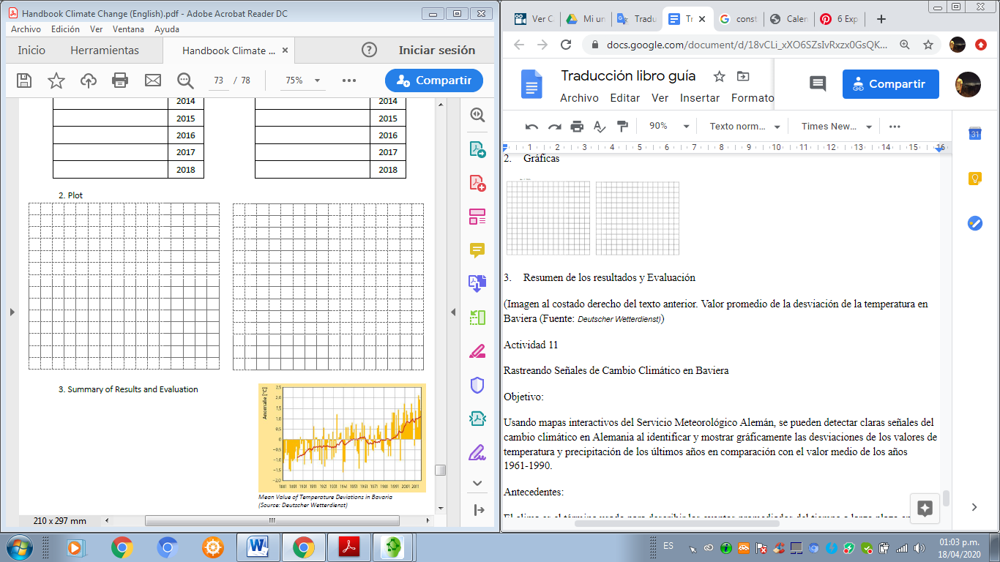 Handbook Climate Change (English).pdf - Adobe Acrobat Reader DC
Archivo Edición Ver Ventana Ayuda
Inicio Herramientas Handbook Climate ... × Iniciar sesión
73 / 78 75% Compartir
2014 2014
2015 2015
2016 2016
2017 2017
2018 2018
2. Plot
3. Summary of Results and Evaluation
Anomalie [°C]
2,5
2,0
1,5
1,0
0,5
0
−0,5
−1,0
−1,5
−2,0
1881 1891 1901 1911 1921 1931 1941 1951 1961 1971 1981 1991 2001 2011
Mean Value of Temperature Deviations in Bavaria
(Source: Deutscher Wetterdienst)
210 x 297 mm
Ver C Mi un Tradu Tr const Calen 6 Exp
docs.google.com/document/d/18vCLi_xXO6SZsIvRxzx0GsQK...
Traducción libro guía
Archivo Editar Ver Insertar Formato
Compartir
90% Texto norm... Times New...
1 2 3 4 5 6 7 8 9 10 11 12 13 14 15 16
31
2. Gráficas
3. Resumen de los resultados y Evaluación
(Imagen al costado derecho del texto anterior. Valor promedio de la desviación de la temperatura en
Baviera (Fuente: Deutscher Wetterdienst))
Actividad 11
Rastreando Señales de Cambio Climático en Baviera
Objetivo:
Usando mapas interactivos del Servicio Meteorológico Alemán, se pueden detectar claras señales del
cambio climático en Alemania al identificar y mostrar gráficamente las desviaciones de los valores de
temperatura y precipitación de los últimos años en comparación con el valor medio de los años
1961-1990.
Antecedentes:
El clima es el término usado para describir los eventos promediados del tiempo a largo plazo en
ES
01:03 p.m.
18/04/2020